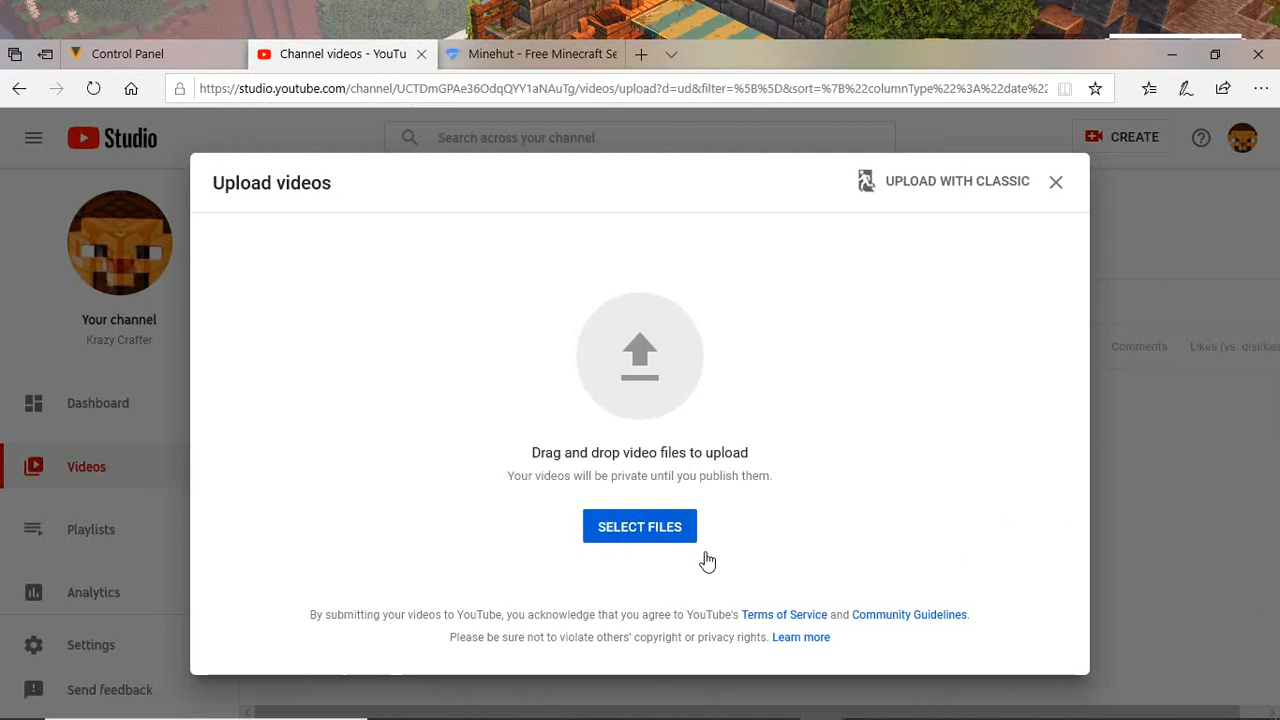 Control Panel
Channel videos - YouTu
Minehut - Free Minecraft Se
https://studio.youtube.com/channel/UCTDmGPAe36OdqQYY1aNAuTg/videos/upload?d=ud&filter=%5B%5D&sort=%7B%22columnType%22%3A%22date%22%2C
Studio
Search across your channel
CREATE
Upload videos
UPLOAD WITH CLASSIC
Your channel
Krazy Crafter
Comments
Likes (vs. dislikes
Dashboard
Drag and drop video files to upload
Videos
Your videos will be private until you publish them.
SELECT FILES
Playlists
Analytics
By submitting your videos to YouTube, you acknowledge that you agree to YouTube's Terms of Service and Community Guidelines.
Please be sure not to violate others' copyright or privacy rights. Learn more
Settings
Send feedback